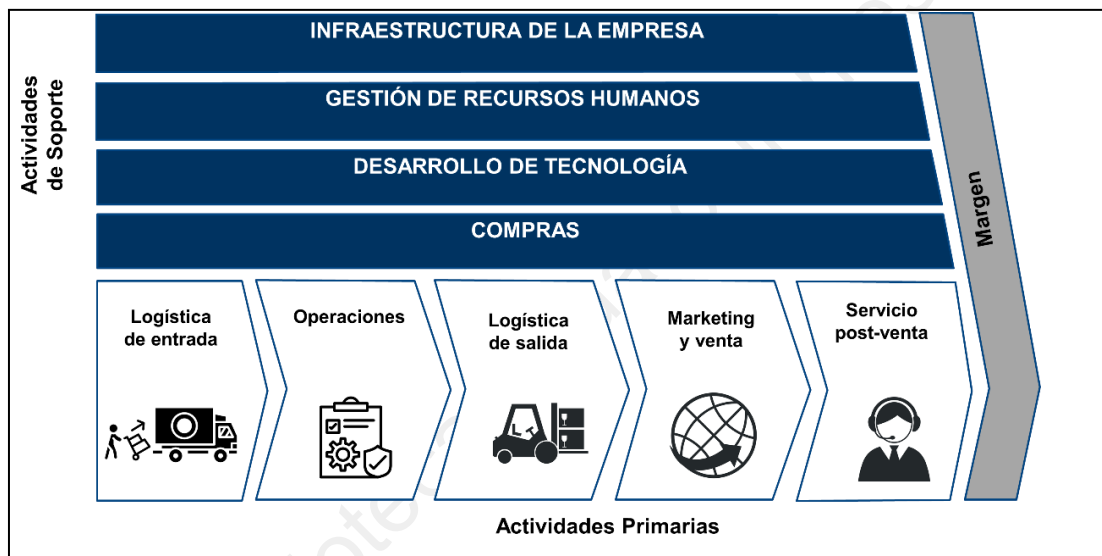 INFRAESTRUCTURA DE LA EMPRESA
GESTIÓN DE RECURSOS HUMANOS
DESARROLLO DE TECNOLOGÍA
COMPRAS
Actividades
de Soporte
Margen
Logística
de entrada
Operaciones
Logística
de salida
Marketing
y venta
Servicio
post-venta
Actividades Primarias